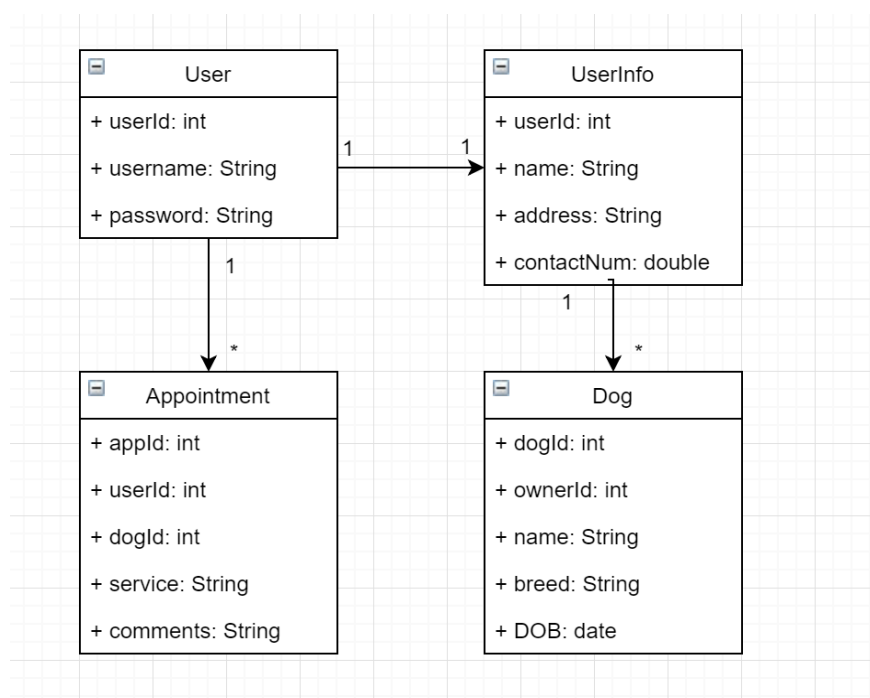 User
+ userId: int
+ username: String
+ password: String
UserInfo
+ userId: int
+ name: String
+ address: String
+ contactNum: double
1
1
1
*
1
*
Appointment
+ appId: int
+ userId: int
+ dogId: int
+ service: String
+ comments: String
Dog
+ dogId: int
+ ownerId: int
+ name: String
+ breed: String
+ DOB: date